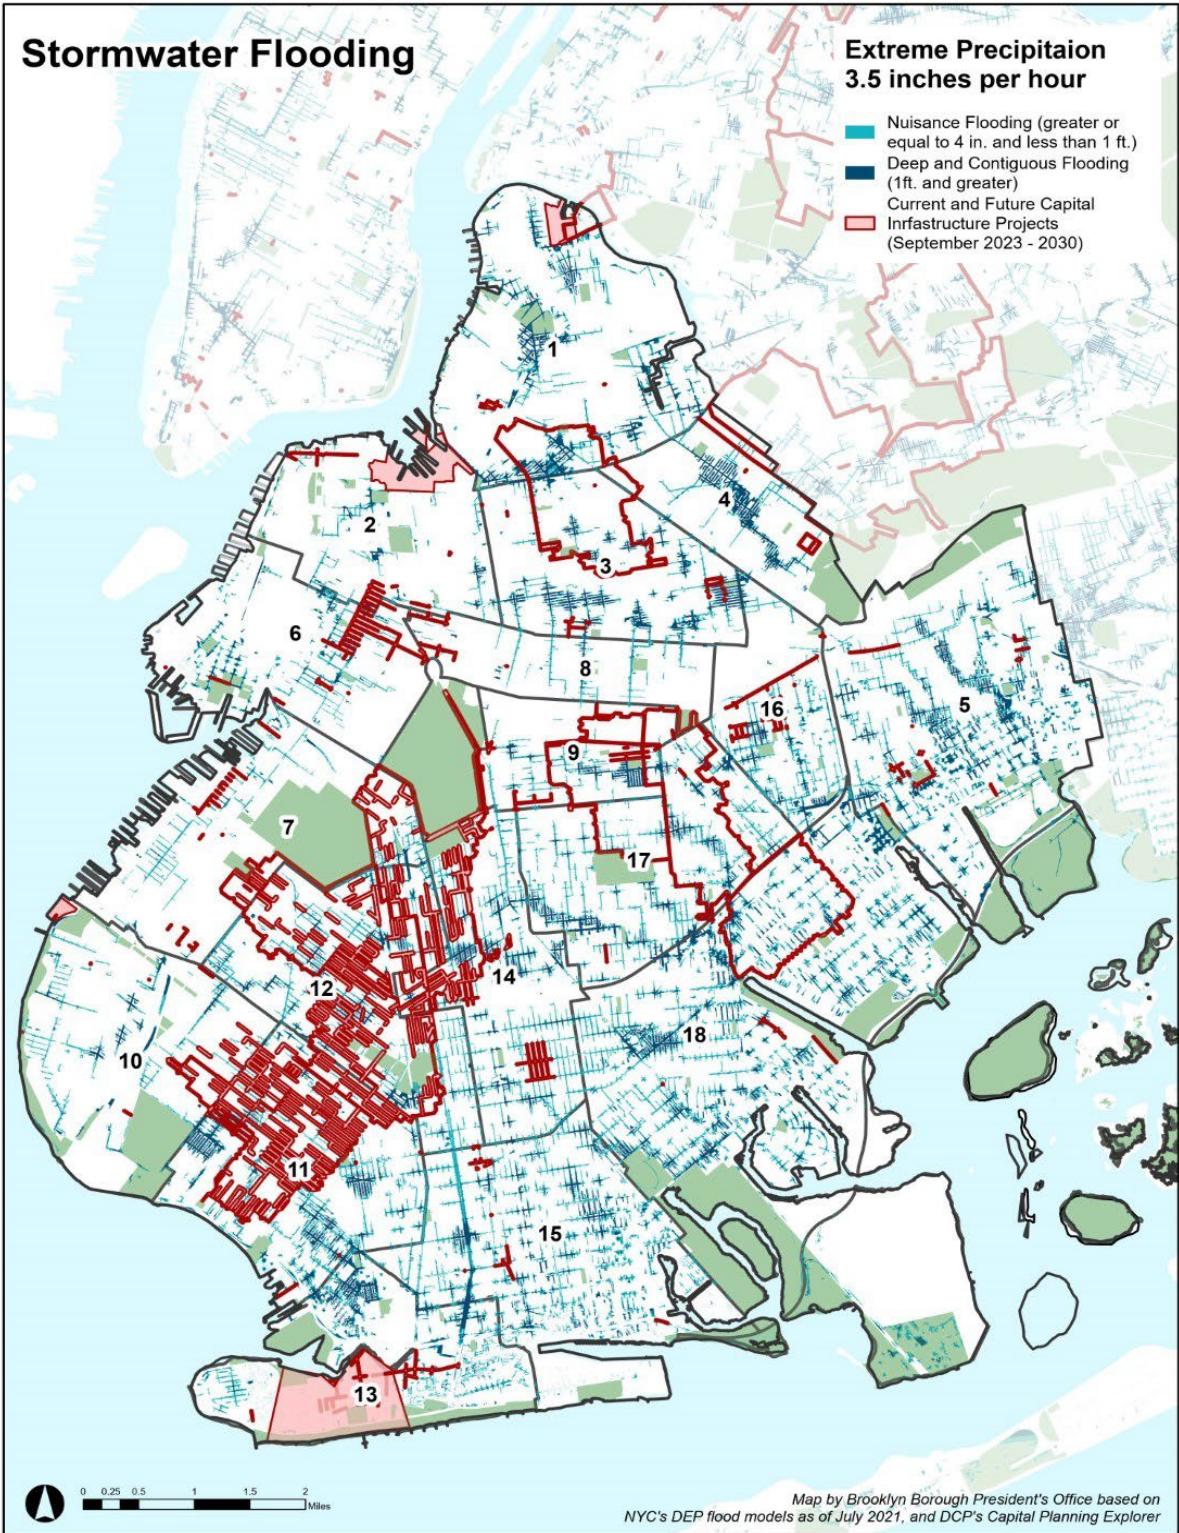 Stormwater Flooding
Extreme Precipitaion
3.5 inches per hour
Nuisance Flooding (greater or
equal to 4 in. and less than 1 ft.)
Deep and Contiguous Flooding
(1ft. and greater)
Current and Future Capital
Inrfastructure Projects
(September 2023 - 2030)
1
2
4
3
6
8
16
5
9
7
17
14
12
18
10
11
15
13
0 0.25 0.5 1 1.5 2
Miles
Map by Brooklyn Borough President's Office based on
NYC's DEP flood models as of July 2021, and DCP's Capital Planning Explorer